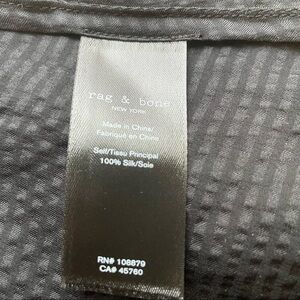 rag & bone
NEW YORK
Made in China/
Fabriqué en China
Self/Tissu Principal
100% Silk/Soie
RN# 108879
CA# 45760